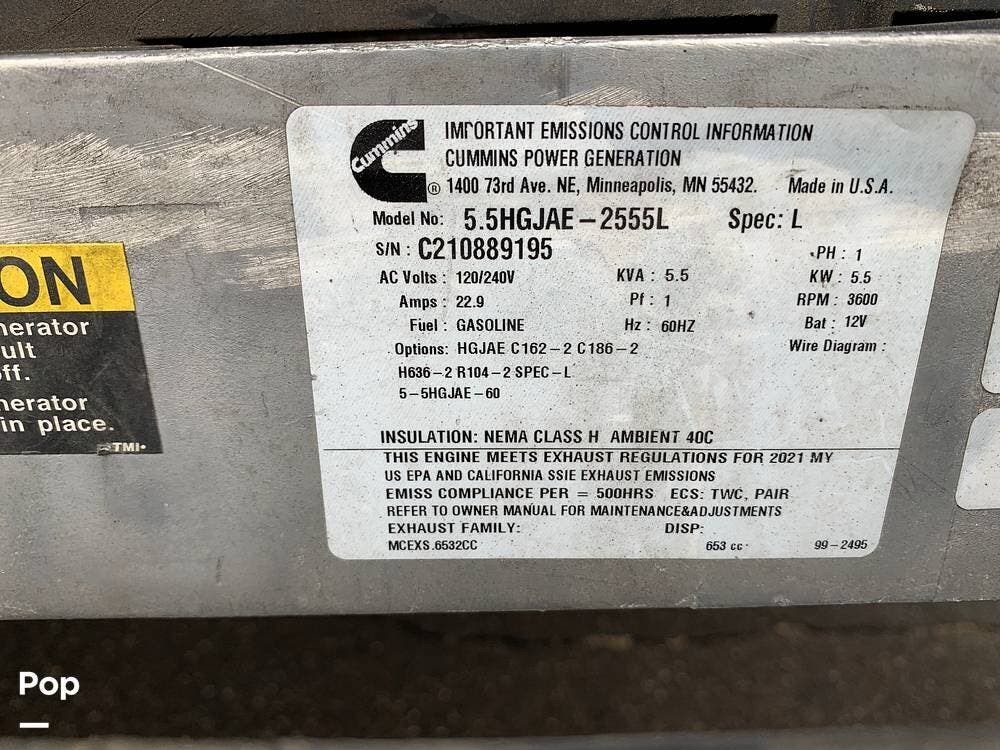 Cummins
®
IMPORTANT EMISSIONS CONTROL INFORMATION
CUMMINS POWER GENERATION
1400 73rd Ave. NE, Minneapolis, MN 55432. Made in U.S.A.
Model No: 5.5HGJAE-2555L Spec: L
S/N : C210889195 PH : 1
AC Volts : 120/240V KVA : 5.5 KW : 5.5
Amps : 22.9 Pf : 1 RPM : 3600
Fuel : GASOLINE Hz : 60HZ Bat : 12V
Options: HGJAE C162-2 C186-2 Wire Diagram :
H636-2 R104-2 SPEC-L
5-5HGJAE-60
INSULATION: NEMA CLASS H AMBIENT 40C
THIS ENGINE MEETS EXHAUST REGULATIONS FOR 2021 MY
US EPA AND CALIFORNIA SSIE EXHAUST EMISSIONS
EMISS COMPLIANCE PER = 500HRS ECS: TWC, PAIR
REFER TO OWNER MANUAL FOR MAINTENANCE&ADJUSTMENTS
EXHAUST FAMILY: DISP:
MCEXS.6532CC 653 cc 99-2495
ON
nerator
ult
ff.
nerator
in place.
TMI
Pop